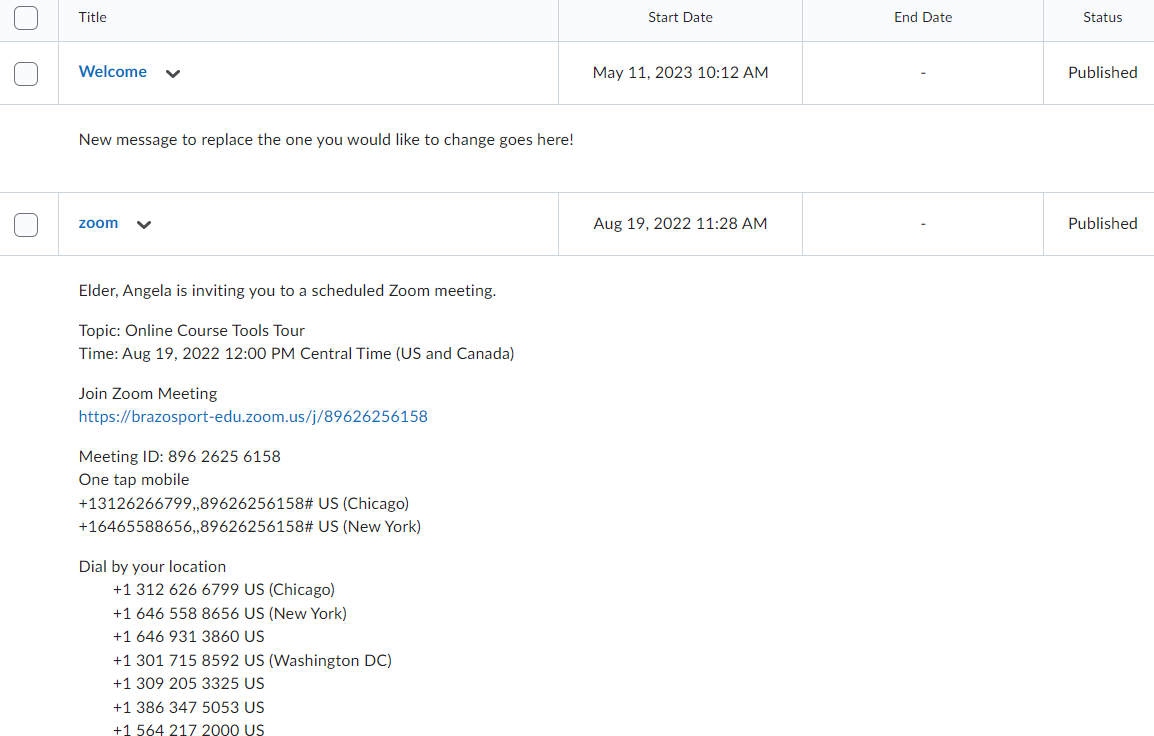 Title Start Date End Date Status
Welcome May 11, 2023 10:12 AM - Published
New message to replace the one you would like to change goes here!
zoom Aug 19, 2022 11:28 AM - Published
Elder, Angela is inviting you to a scheduled Zoom meeting.
Topic: Online Course Tools Tour
Time: Aug 19, 2022 12:00 PM Central Time (US and Canada)
Join Zoom Meeting
https://brazosport-edu.zoom.us/j/89626256158
Meeting ID: 896 2625 6158
One tap mobile
+13126266799,,89626256158# US (Chicago)
+16465588656,,89626256158# US (New York)
Dial by your location
+1 312 626 6799 US (Chicago)
+1 646 558 8656 US (New York)
+1 646 931 3860 US
+1 301 715 8592 US (Washington DC)
+1 309 205 3325 US
+1 386 347 5053 US
+1 564 217 2000 US